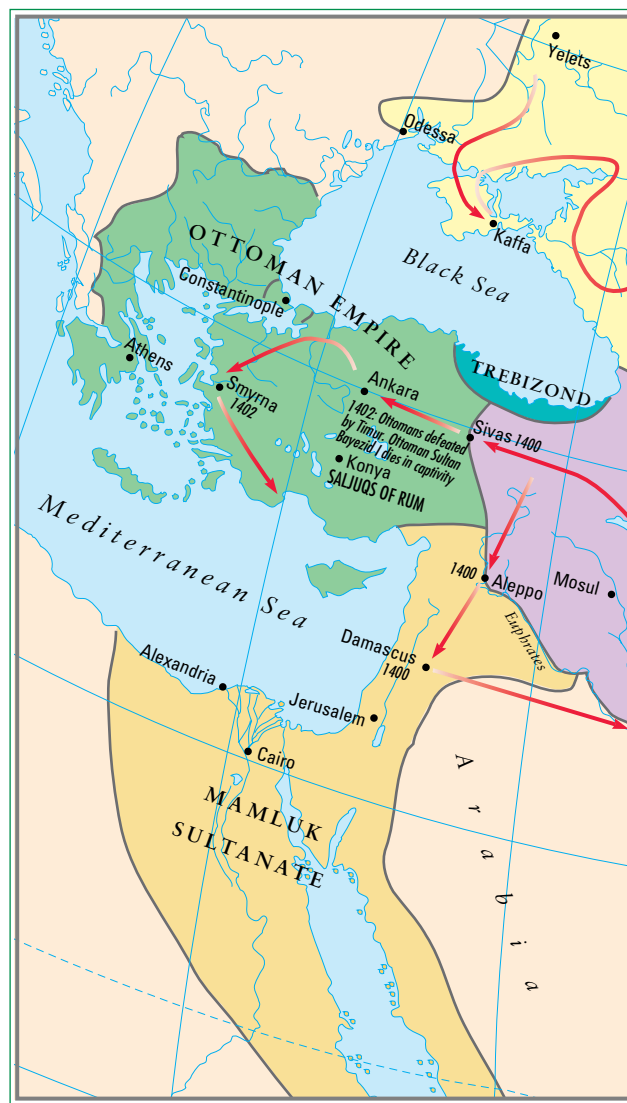 Yelets
Odessa
Kaffa
Black Sea
OTTOMAN EMPIRE
Constantinople
Athens
TREBIZOND
Smyrna
1402
Ankara
1402: Ottomans defeated
by Timur. Ottoman Sultan
Bayezid I dies in captivity
Sivas 1400
Konya
SALJUQS OF RUM
Mediterranean Sea
1400
Aleppo
Mosul
Euphrates
Damascus
1400
Alexandria
Jerusalem
Cairo
MAMLUK
SULTANATE
Arabia